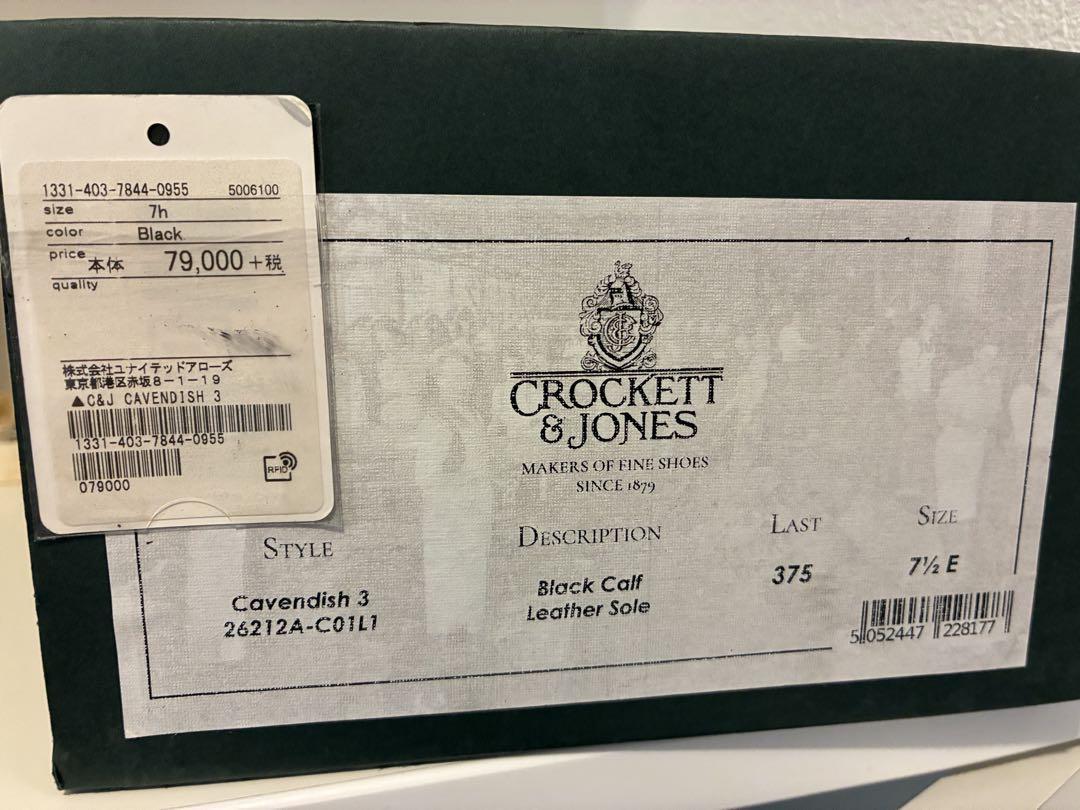 1331-403-7844-0955 5006100
size 7h
color Black
price 本体 79,000+税
quality
株式会社ユナイテッドアローズ
東京都港区赤坂8-1-19
▲C&J CAVENDISH 3
1331-403-7844-0955
RFID
079000
CROCKETT
& JONES
MAKERS OF FINE SHOES
SINCE 1879
STYLE DESCRIPTION LAST SIZE
Cavendish 3 Black Calf 375 7½ E
26212A-C01L1 Leather Sole
5 052447 228177